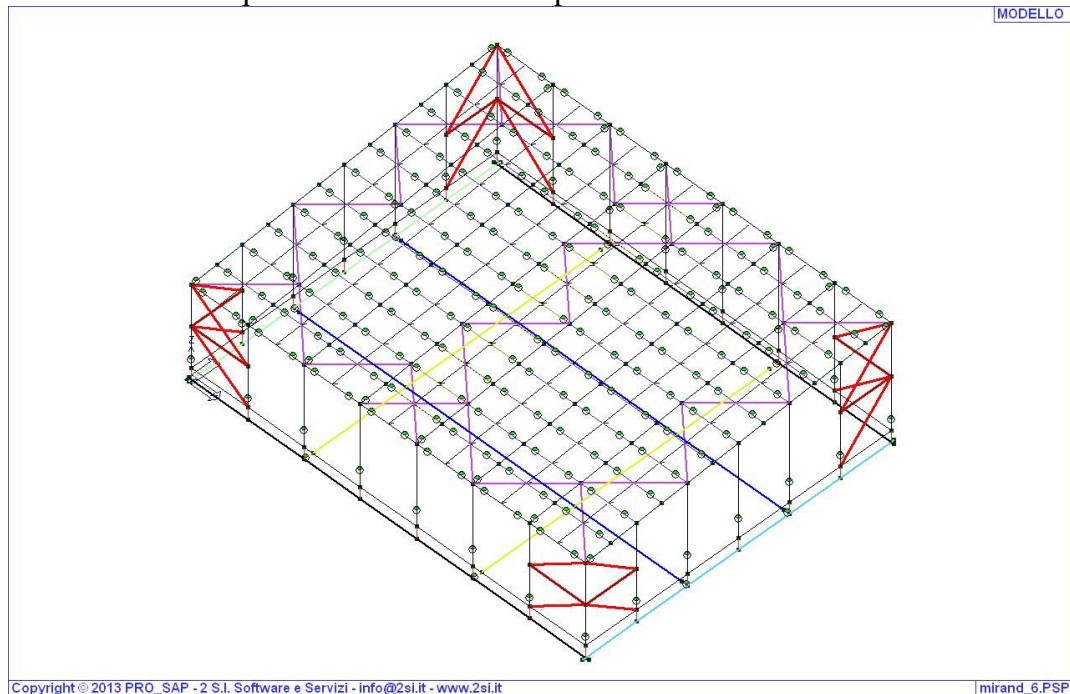 MODELLO
Copyright © 2013 PRO_SAP - 2 S.I. Software e Servizi - info@2si.it - www.2si.it
mirand_6.PSP